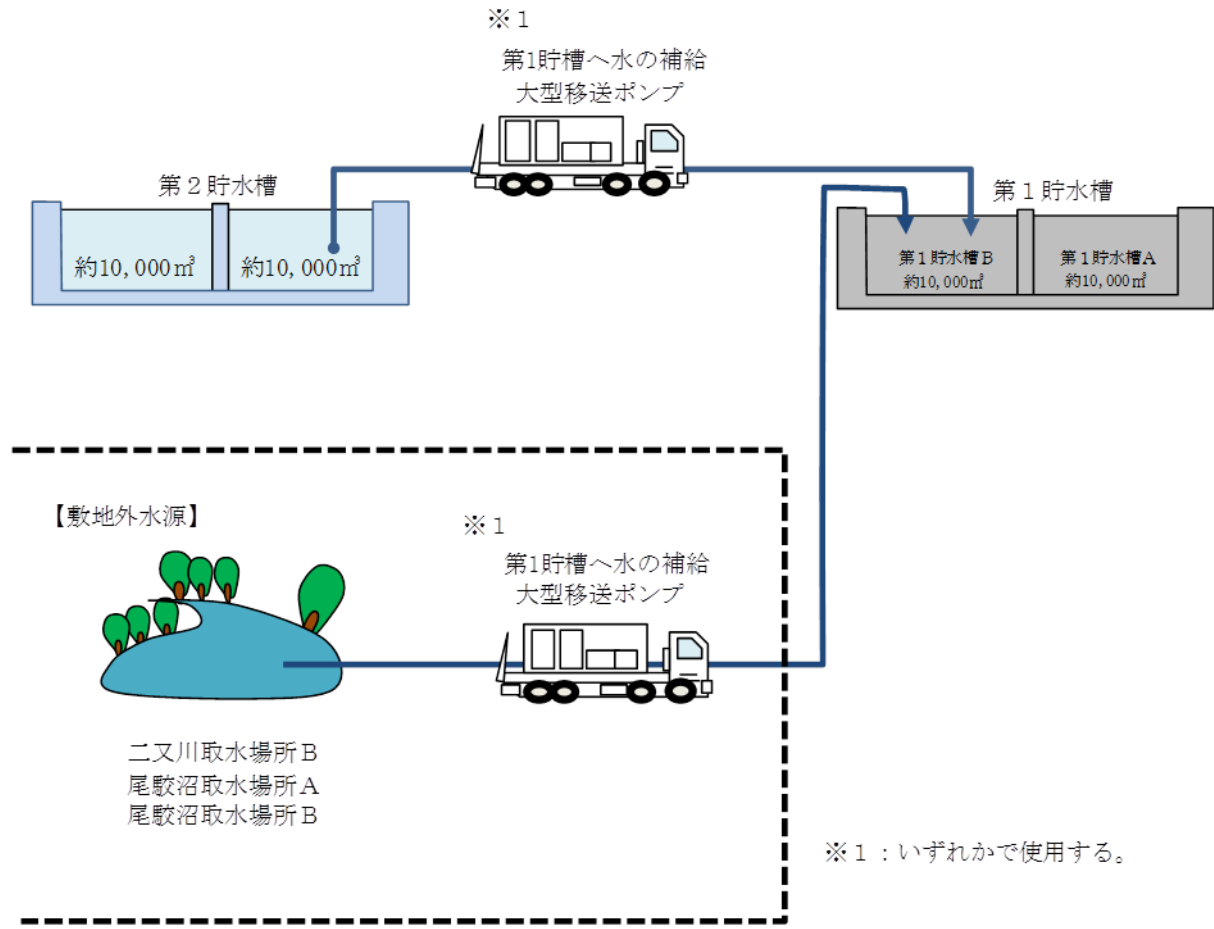 ※１
第1貯槽へ水の補給
大型移送ポンプ
第２貯水槽
約10,000㎥
約10,000㎥
第１貯水槽
第１貯水槽B
約10,000㎥
第１貯水槽A
約10,000㎥
【敷地外水源】
※１
第1貯槽へ水の補給
大型移送ポンプ
二又川取水場所Ｂ
尾駮沼取水場所Ａ
尾駮沼取水場所Ｂ
※１：いずれかで使用する。